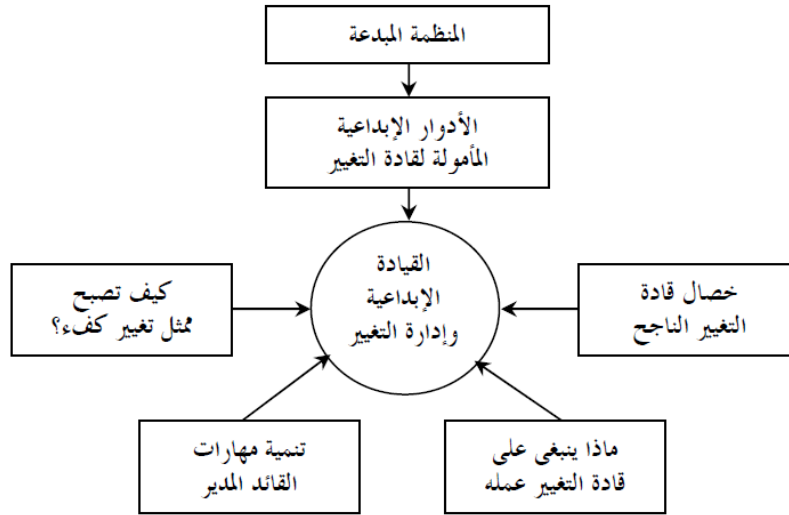 المنظمة المبدعة
الأدوار الإبداعية
المأمولة لقادة التغيير
القيادة
الإبداعية
وإدارة التغيير
خصال قادة
التغيير الناجح
كيف تصبح
ممثل تغيير كفء؟
ماذا ينبغى على
قادة التغيير عمله
تنمية مهارات
القائد المدير